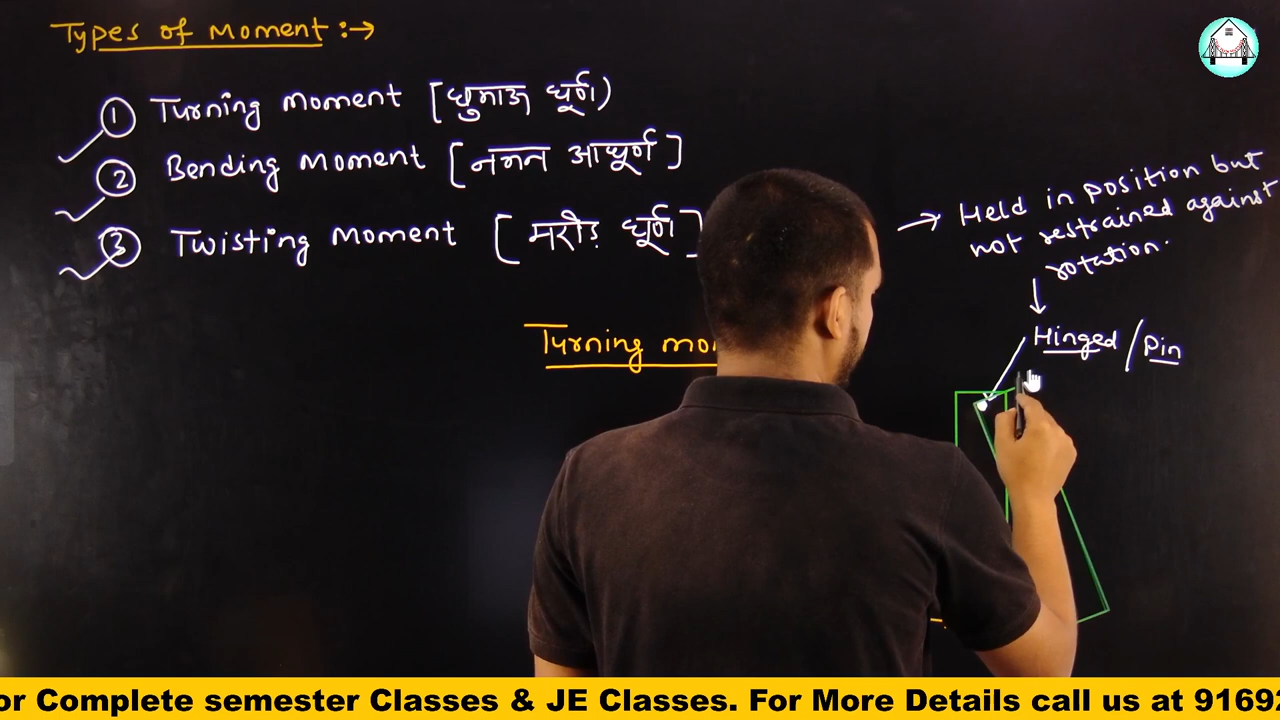 Types of Moment :→
① Turning Moment [घुमाऊ घूर्ण)
② Bending Moment [नमन आघूर्ण]
③ Twisting Moment [मरोड़ घूर्ण]
→ Held in position but
not restrained against
rotation.
Hinged / Pin
Turning mo
or Complete semester Classes & JE Classes. For More Details call us at 9169